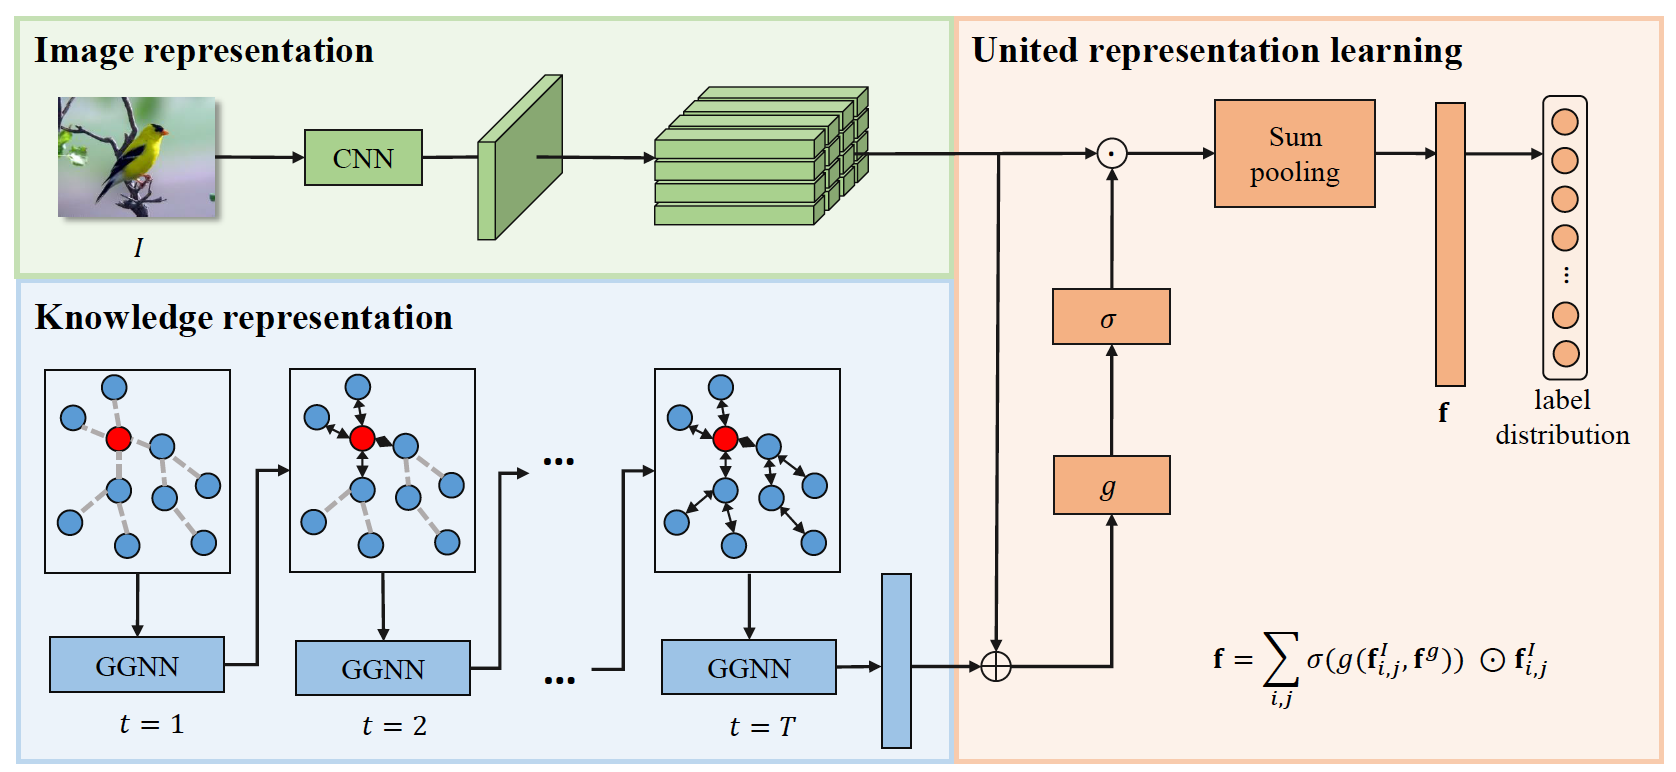 Image representation
CNN
I
Knowledge representation
GGNN
GGNN
...
...
GGNN
t = 1
t = 2
t = T
United representation learning
Sum
pooling
σ
g
f
label
distribution
f = ∑_{i,j} σ(g(f^I_{i,j}, f^g)) ⊙ f^I_{i,j}